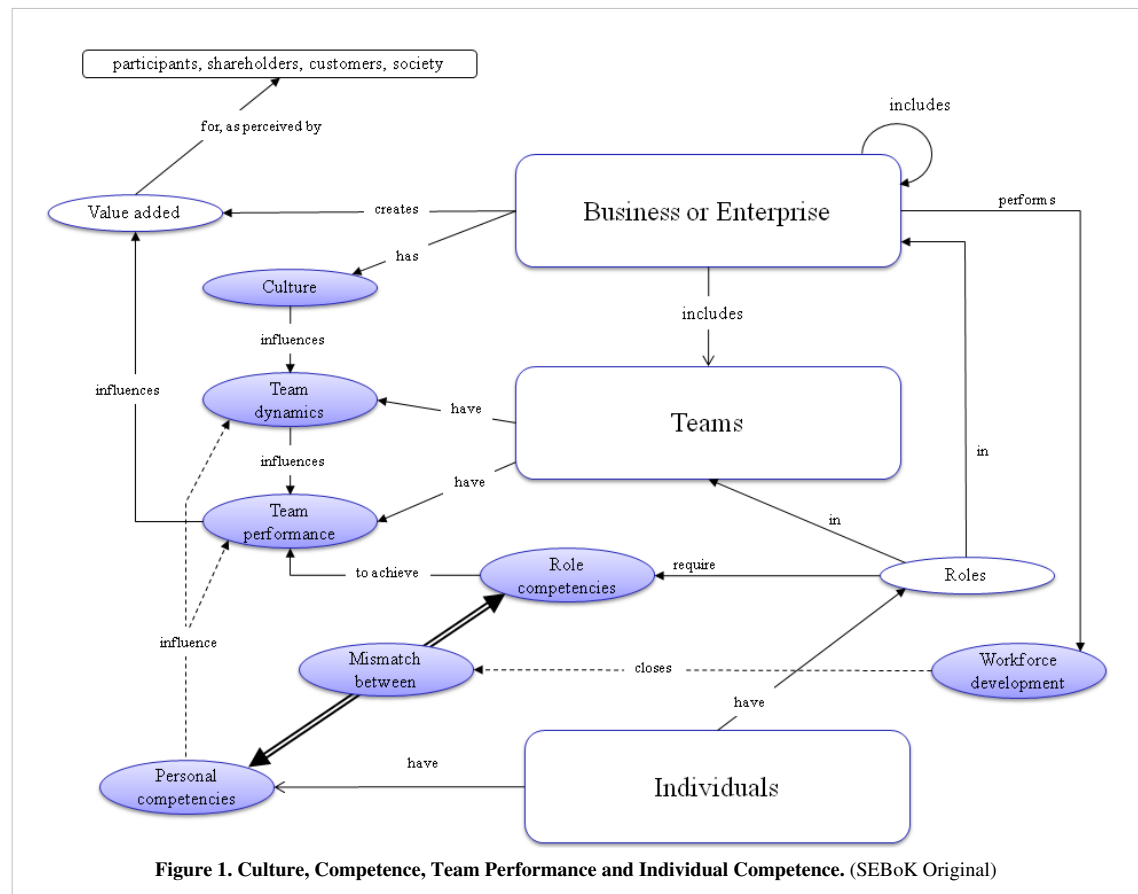 participants, shareholders, customers, society
includes
for, as perceived by
Business or Enterprise
performs
Value added
creates
has
Culture
includes
influences
influences
Team
dynamics
have
Teams
influences
have
in
Team
performance
in
to achieve
Role
competencies
require
Roles
influence
Mismatch
between
closes
Workforce
development
have
Personal
competencies
have
Individuals
Figure 1. Culture, Competence, Team Performance and Individual Competence. (SEBoK Original)